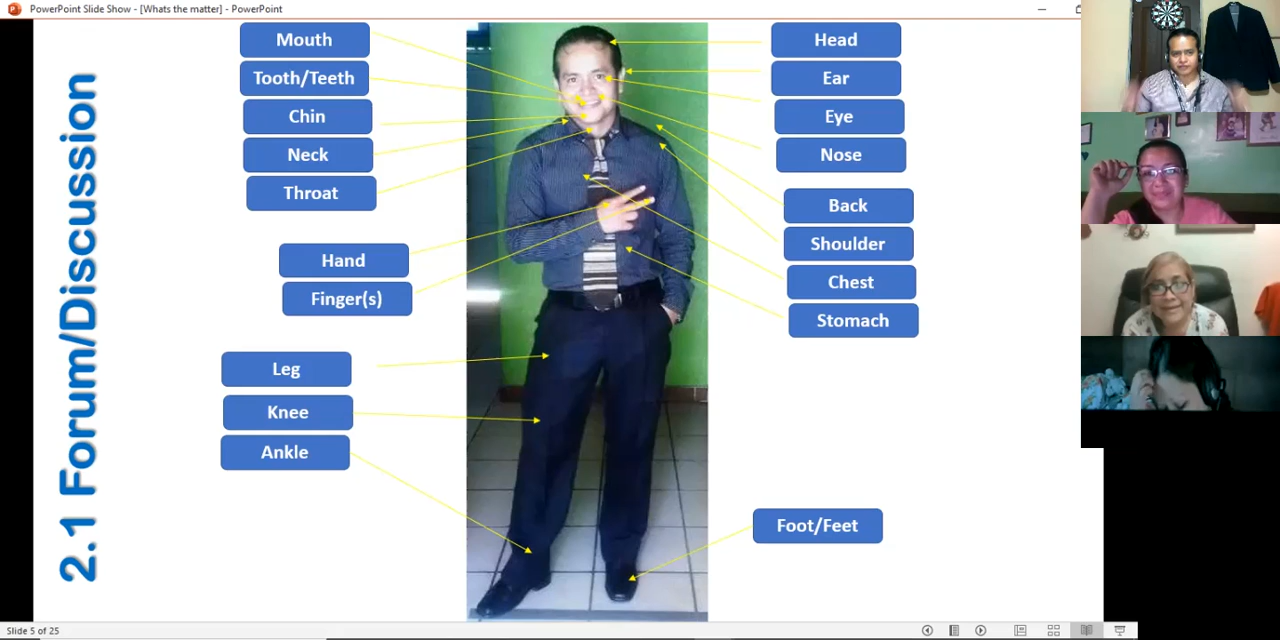 PowerPoint Slide Show - [Whats the matter] - PowerPoint
2.1 Forum/Discussion
Mouth
Tooth/Teeth
Chin
Neck
Throat
Hand
Finger(s)
Leg
Knee
Ankle
Head
Ear
Eye
Nose
Back
Shoulder
Chest
Stomach
Foot/Feet
Slide 5 of 25